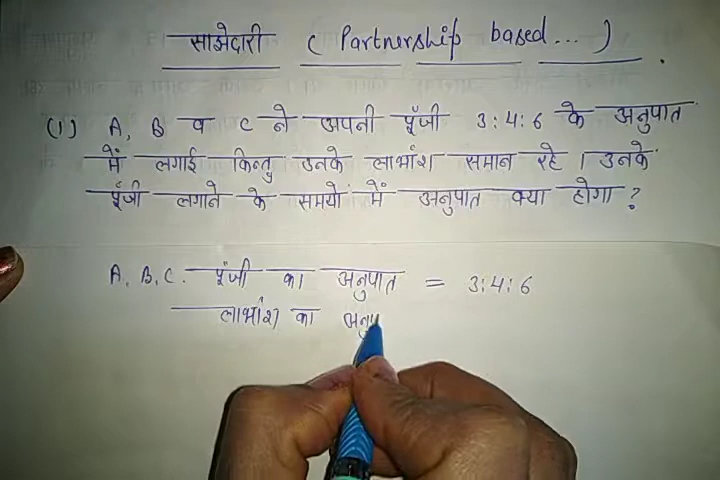 साझेदारी ( Partnership based... ) .
(1) A, B व C ने अपनी पूँजी 3:4:6 के अनुपात
में लगाई किन्तु उनके लाभांश समान रहे । उनके
पूँजी लगाने के समयों में अनुपात क्या होगा ?
A, B, C. पूँजी का अनुपात = 3:4:6
लाभांश का अनुप